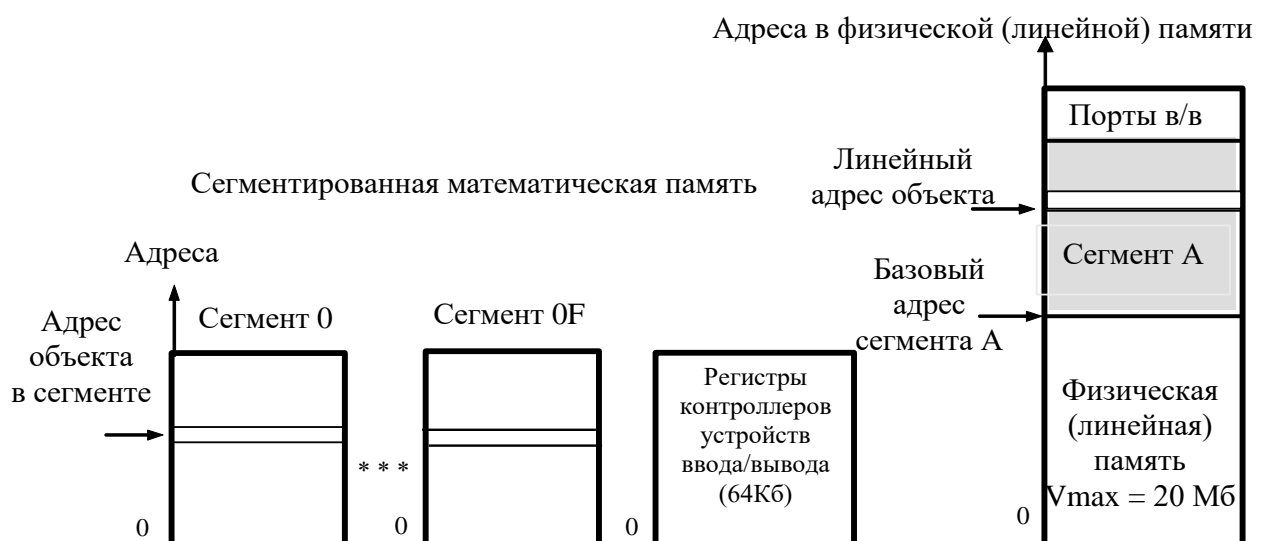 Адреса в физической (линейной) памяти
Порты в/в
Линейный
адрес объекта
Сегментированная математическая память
Сегмент А
Адреса
Базовый
адрес
сегмента А
Сегмент 0
Сегмент 0F
Адрес
объекта
в сегменте
Регистры
контроллеров
устройств
ввода/вывода
(64Кб)
Физическая
(линейная)
память
Vmax = 20 Мб
* * *
0
0
0
0